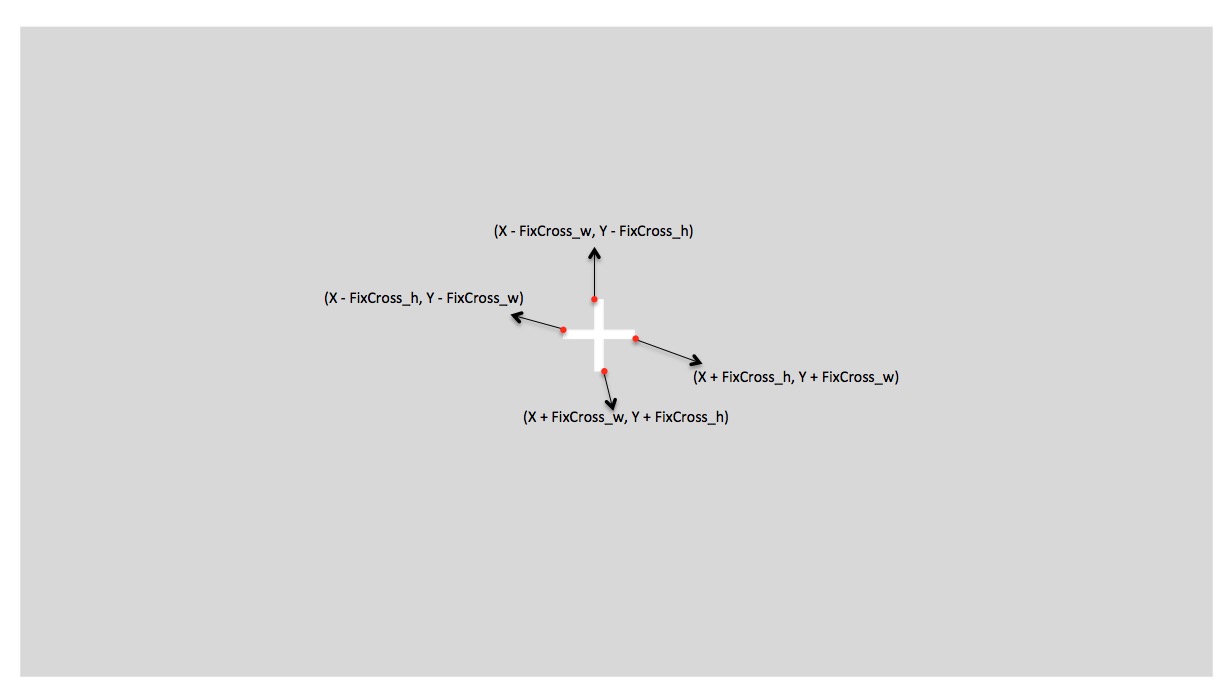 (X - FixCross_w, Y - FixCross_h)
(X - FixCross_h, Y - FixCross_w)
(X + FixCross_h, Y + FixCross_w)
(X + FixCross_w, Y + FixCross_h)